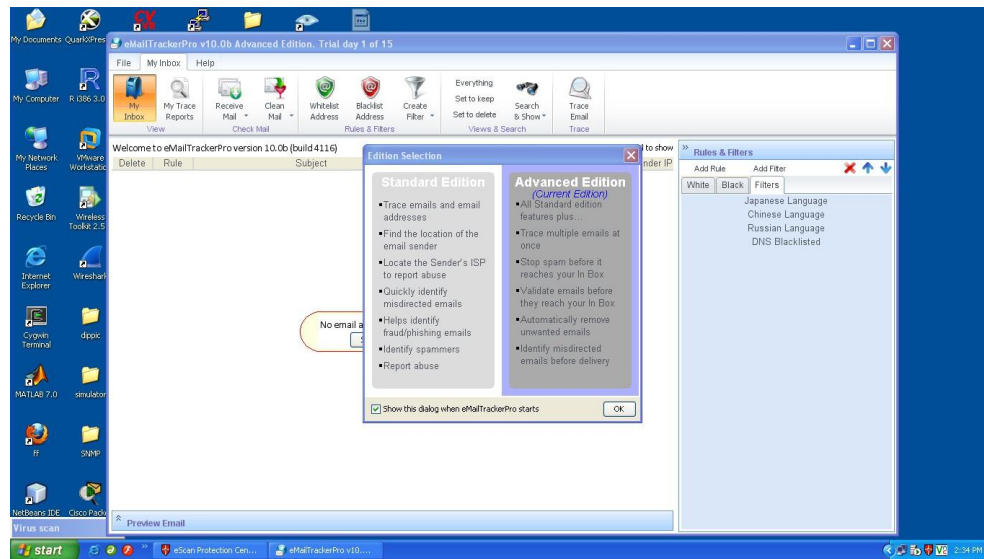 My Documents
QuarkXPres
My Computer
R i386 3.0
My Network
Places
VMware
Workstatic
Recycle Bin
Wireless
Toolkit 2.5
Internet
Explorer
Wireshark
Cygwin
Terminal
dippic
MATLAB 7.0
simulator
ff
SNMP
NetBeans IDE
Cisco Pack
Virus scan
eMailTrackerPro v10.0b Advanced Edition. Trial day 1 of 15
File My Inbox Help
My
Inbox
My Trace
Reports
View
Receive
Mail
Clean
Mail
Check Mail
Whitelist
Address
Blacklist
Address
Create
Filter
Rules & Filters
Everything
Set to keep
Set to delete
Search
& Show
Views & Search
Trace
Email
Trace
Welcome to eMailTrackerPro version 10.0b (build 4116)
to show
Delete Rule Subject
nder IP
No email a
Edition Selection
Standard Edition
▪Trace emails and email
addresses
▪Find the location of the
email sender
▪Locate the Sender's ISP
to report abuse
▪Quickly identify
misdirected emails
▪Helps identify
fraud/phishing emails
▪Identify spammers
▪Report abuse
Advanced Edition
(Current Edition)
▪All Standard edition
features plus...
▪Trace multiple emails at
once
▪Stop spam before it
reaches your In Box
▪Validate emails before
they reach your In Box
▪Automatically remove
unwanted emails
▪Identify misdirected
emails before delivery
Show this dialog when eMailTrackerPro starts
OK
Rules & Filters
Add Rule Add Filter
White Black Filters
Japanese Language
Chinese Language
Russian Language
DNS Blacklisted
Preview Email
start
eScan Protection Cen...
eMailTrackerPro v10....
2:34 PM